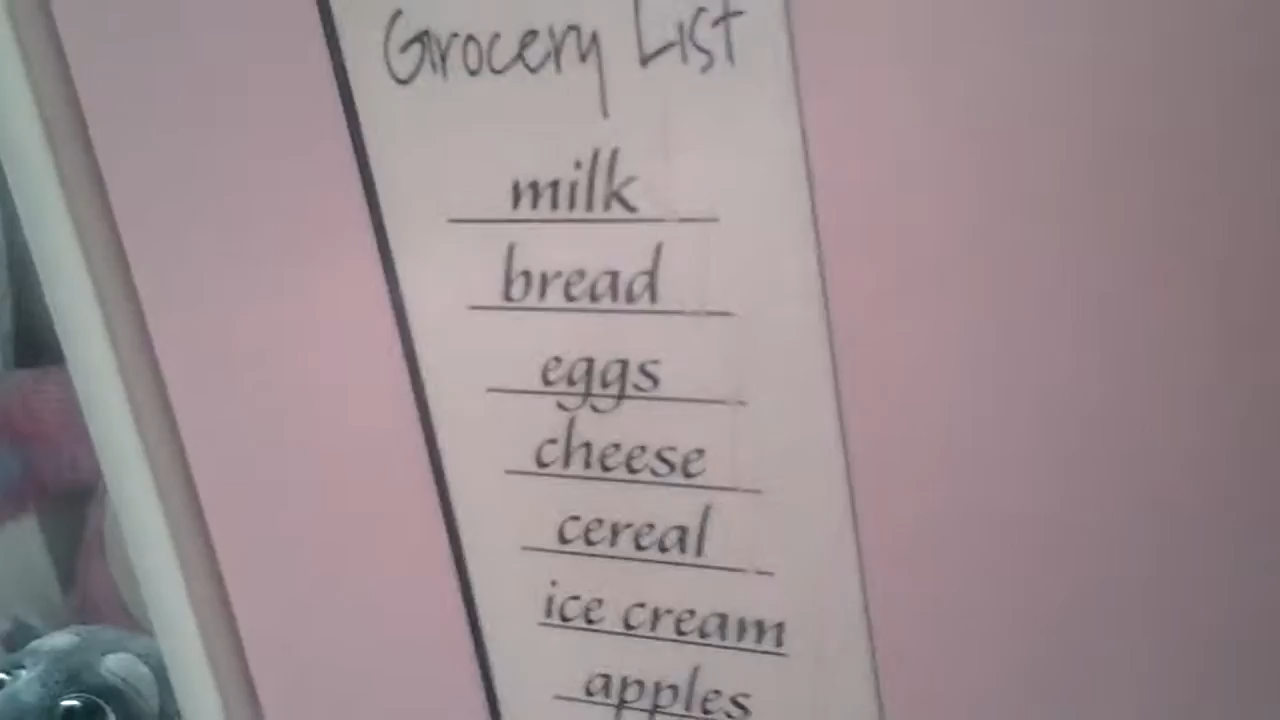 Grocery List
milk
bread
eggs
cheese
cereal
ice cream
apples